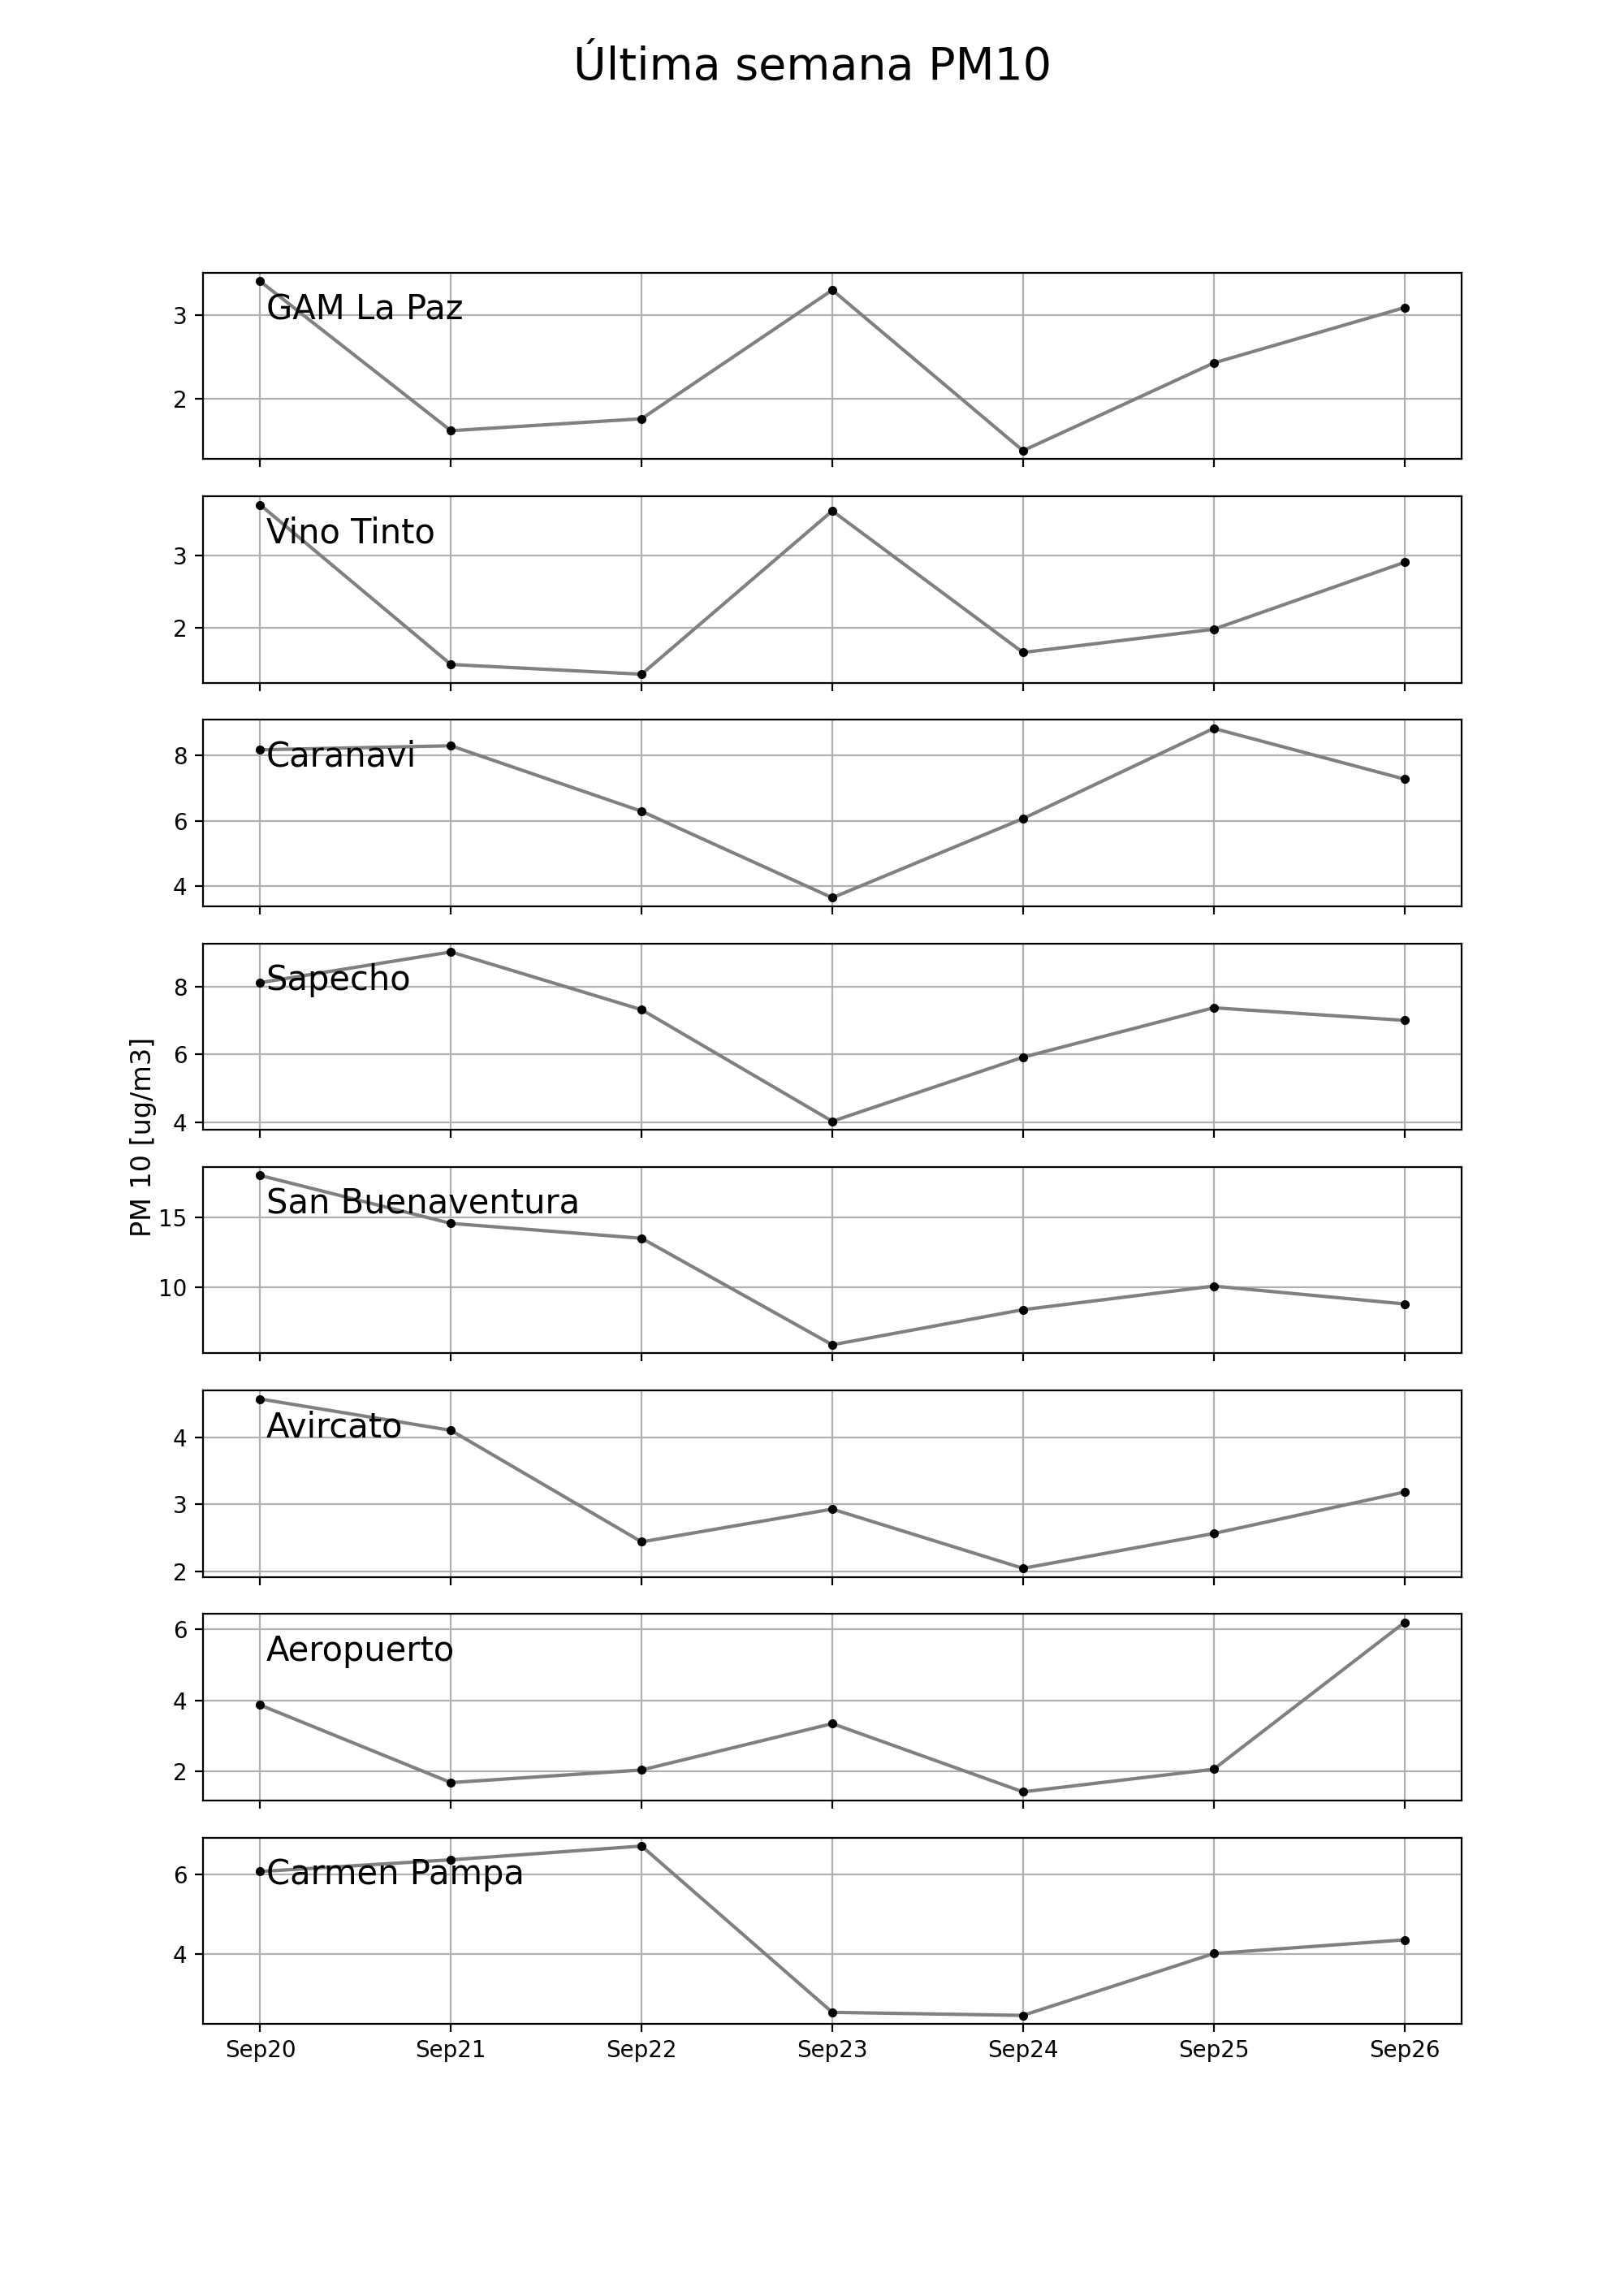 Última semana PM10
GAM La Paz
3
2
Vino Tinto
3
2
Caranavi
8
6
4
Sapecho
8
6
4
PM 10 [ug/m3]
San Buenaventura
15
10
Avircato
4
3
2
Aeropuerto
6
4
2
Carmen Pampa
6
4
Sep20 Sep21 Sep22 Sep23 Sep24 Sep25 Sep26